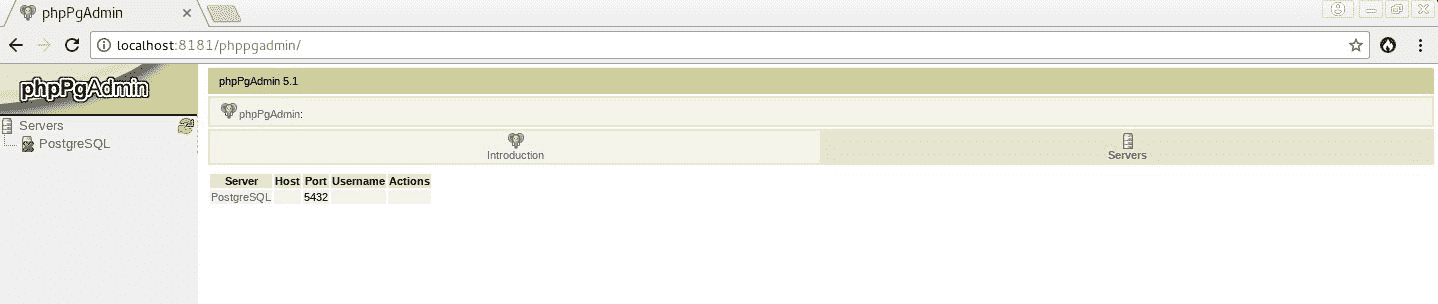 phpPgAdmin
localhost:8181/phppgadmin/
phpPgAdmin
Servers
PostgreSQL
phpPgAdmin 5.1
phpPgAdmin:
Introduction
Servers
Server Host Port Username Actions
PostgreSQL 5432